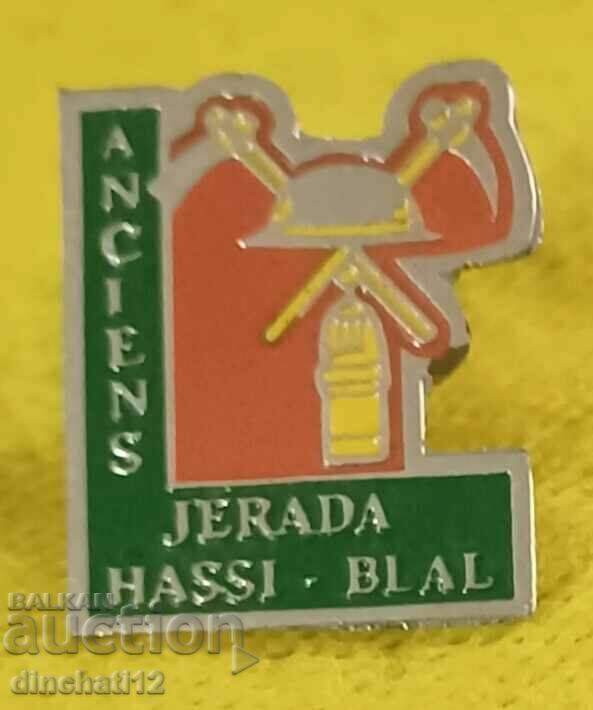 ANCIENS
JERADA
HASSI - BLAL
BALKAN
auction
dinchati12